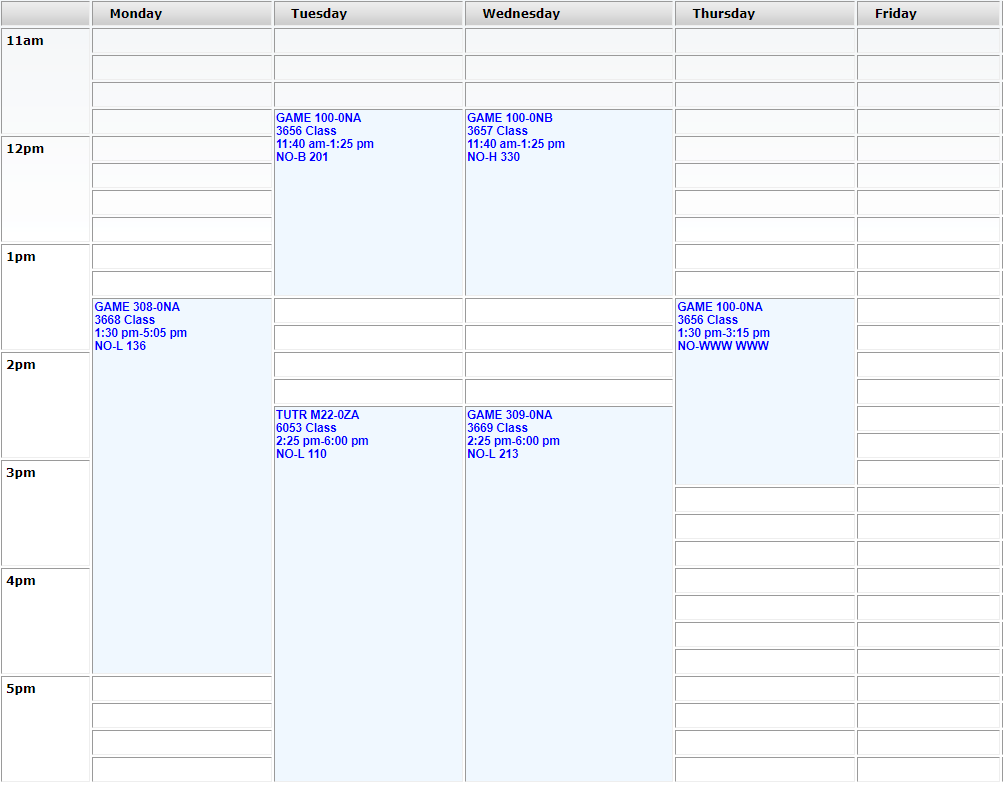 Monday Tuesday Wednesday Thursday Friday
11am
GAME 100-0NA
3656 Class
11:40 am-1:25 pm
NO-B 201
GAME 100-0NB
3657 Class
11:40 am-1:25 pm
NO-H 330
12pm
1pm
GAME 308-0NA
3668 Class
1:30 pm-5:05 pm
NO-L 136
GAME 100-0NA
3656 Class
1:30 pm-3:15 pm
NO-WWW WWW
2pm
TUTR M22-0ZA
6053 Class
2:25 pm-6:00 pm
NO-L 110
GAME 309-0NA
3669 Class
2:25 pm-6:00 pm
NO-L 213
3pm
4pm
5pm